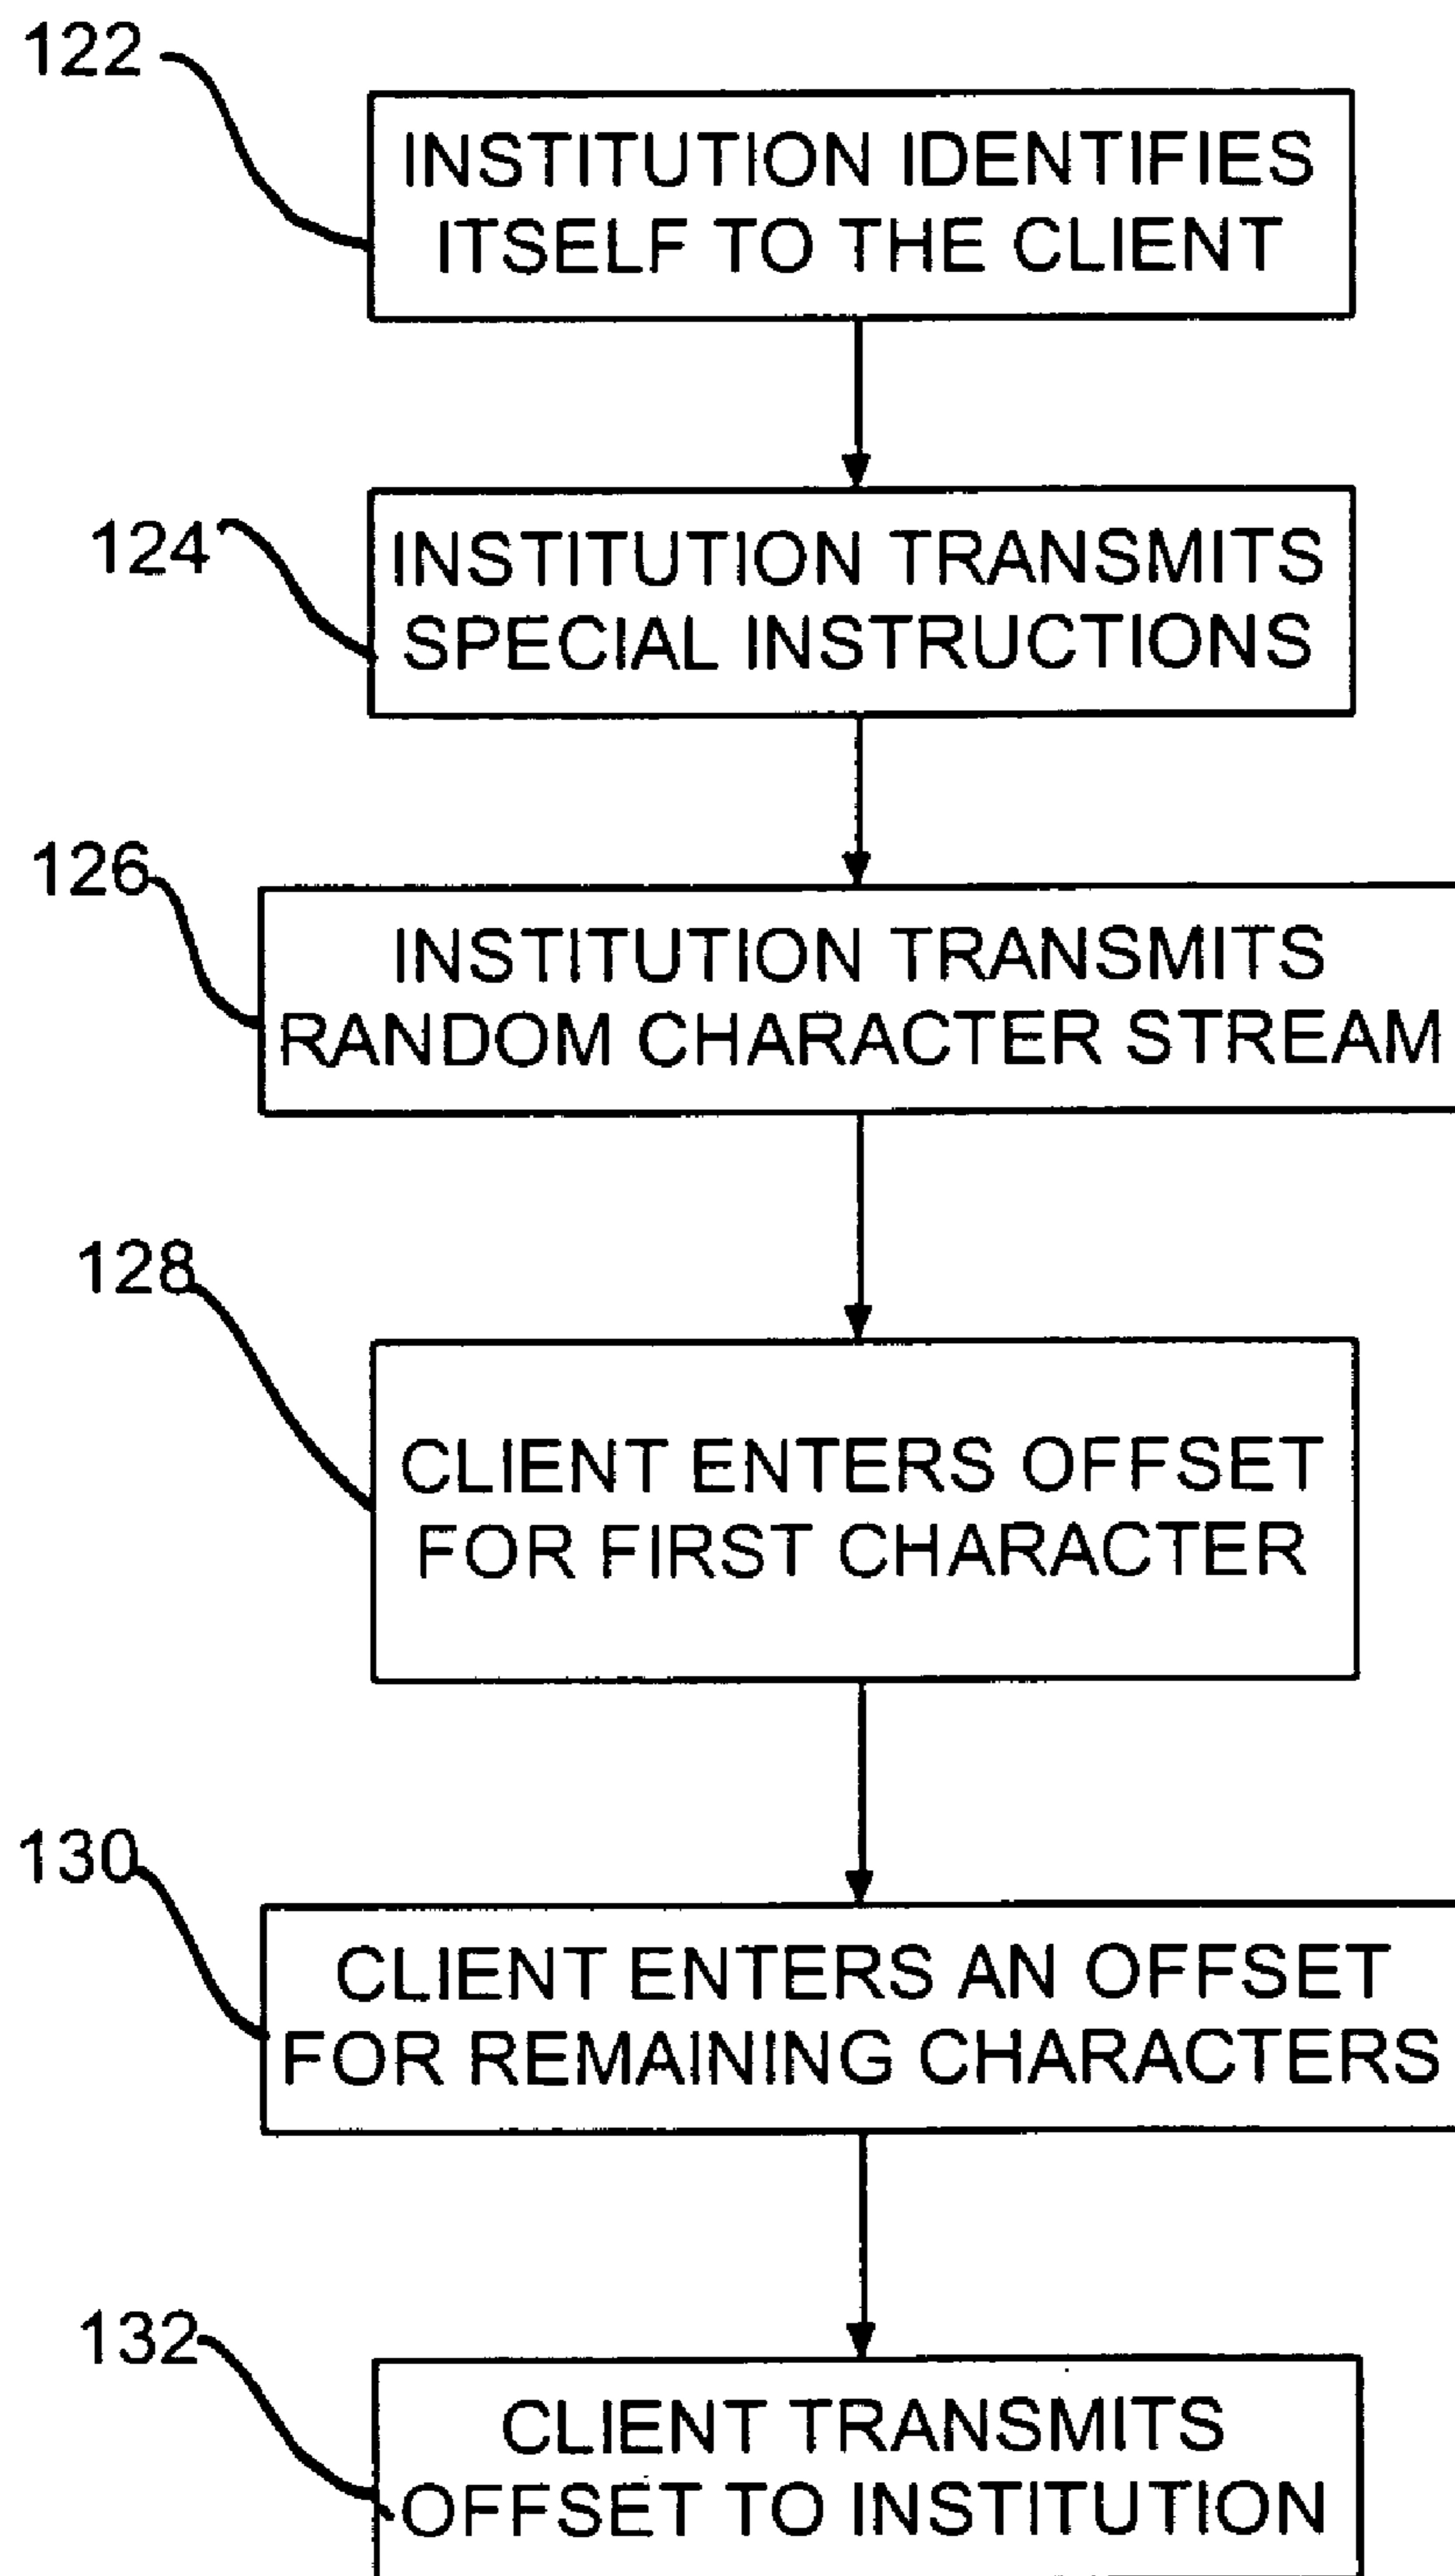 122
INSTITUTION IDENTIFIES
ITSELF TO THE CLIENT
124
INSTITUTION TRANSMITS
SPECIAL INSTRUCTIONS
126
INSTITUTION TRANSMITS
RANDOM CHARACTER STREAM
128
CLIENT ENTERS OFFSET
FOR FIRST CHARACTER
130
CLIENT ENTERS AN OFFSET
FOR REMAINING CHARACTERS
132
CLIENT TRANSMITS
OFFSET TO INSTITUTION